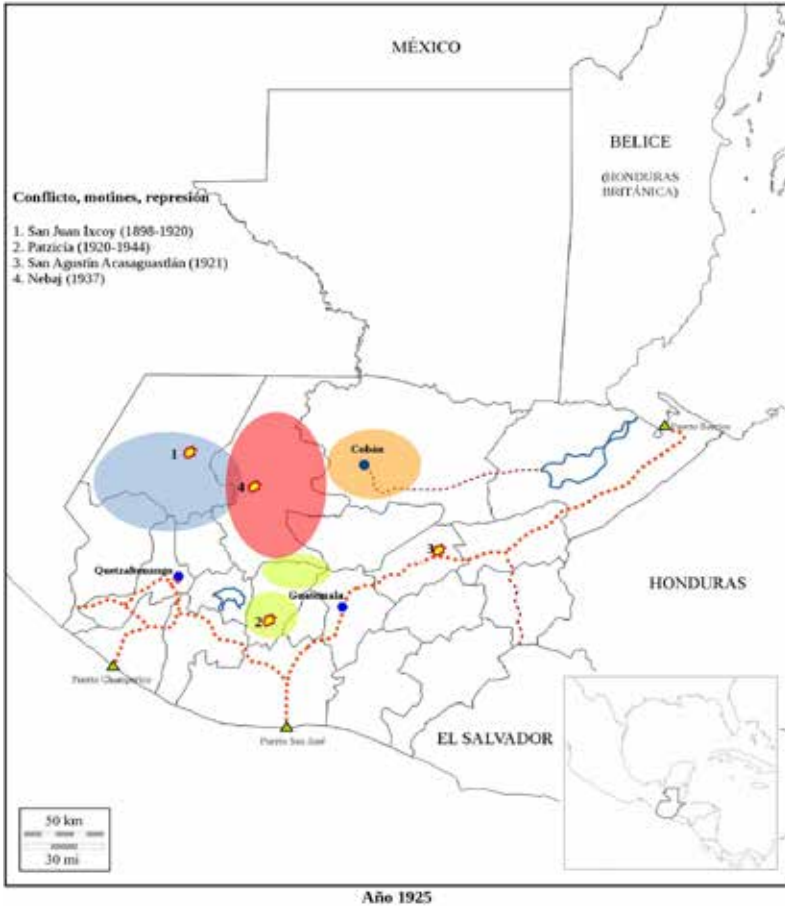 MÉXICO
BELICE
(HONDURAS
BRITÁNICA)
Conflicto, motines, represión
1. San Juan Ixcoy (1898-1920)
2. Patzicía (1920-1944)
3. San Agustín Acasaguastlán (1921)
4. Nebaj (1937)
Puerto Barrios
1
Cobán
4
3
Quetzaltenango
HONDURAS
Guatemala
2
Puerto Champerico
EL SALVADOR
Puerto San José
50 km
30 mi
Año 1925